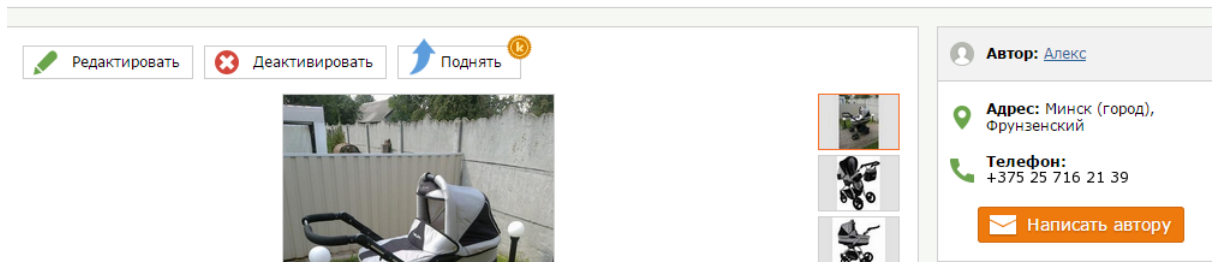 Редактировать
Деактивировать
Поднять
k
Автор: Алекс
Адрес: Минск (город),
Фрунзенский
Телефон:
+375 25 716 21 39
Написать автору